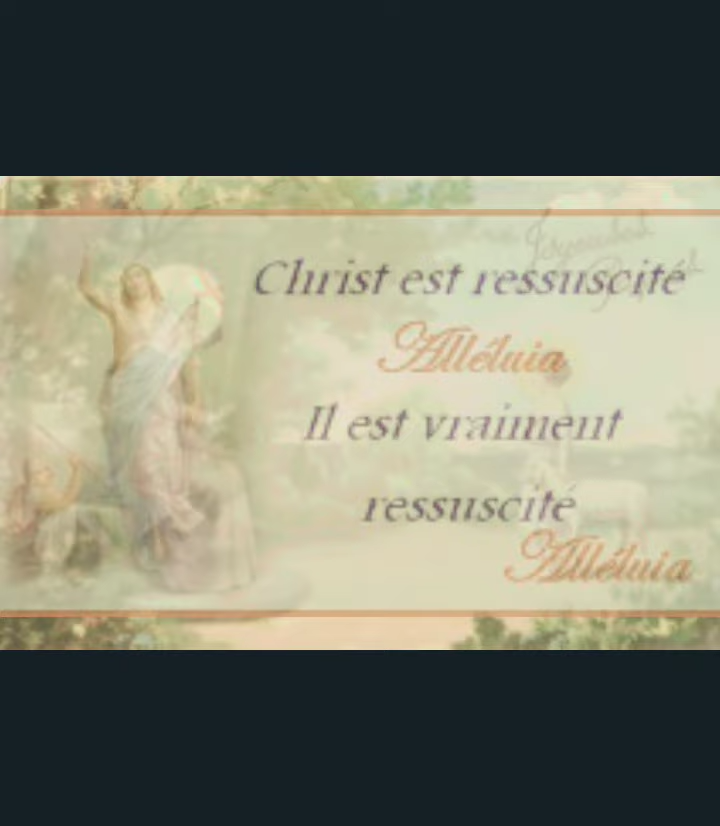 Christ est ressuscité
Alléluia
Il est vraiment
ressuscité
Alléluia